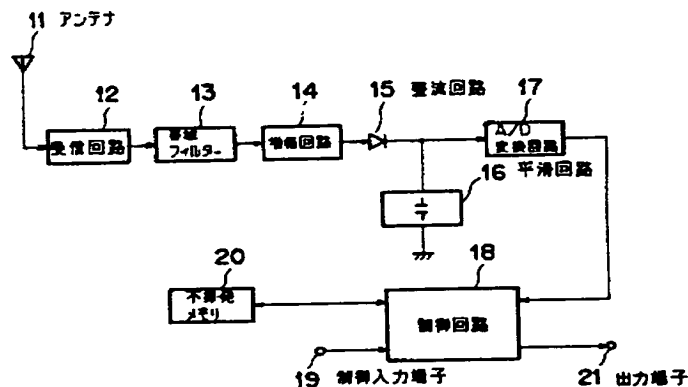 11 アンテナ
12
受信回路
13
帯域
フィルター
14
増幅回路
15 整流回路
17
A/D
変換回路
16 平滑回路
20
不揮発
メモリ
18
制御回路
19 制御入力端子
21 出力端子